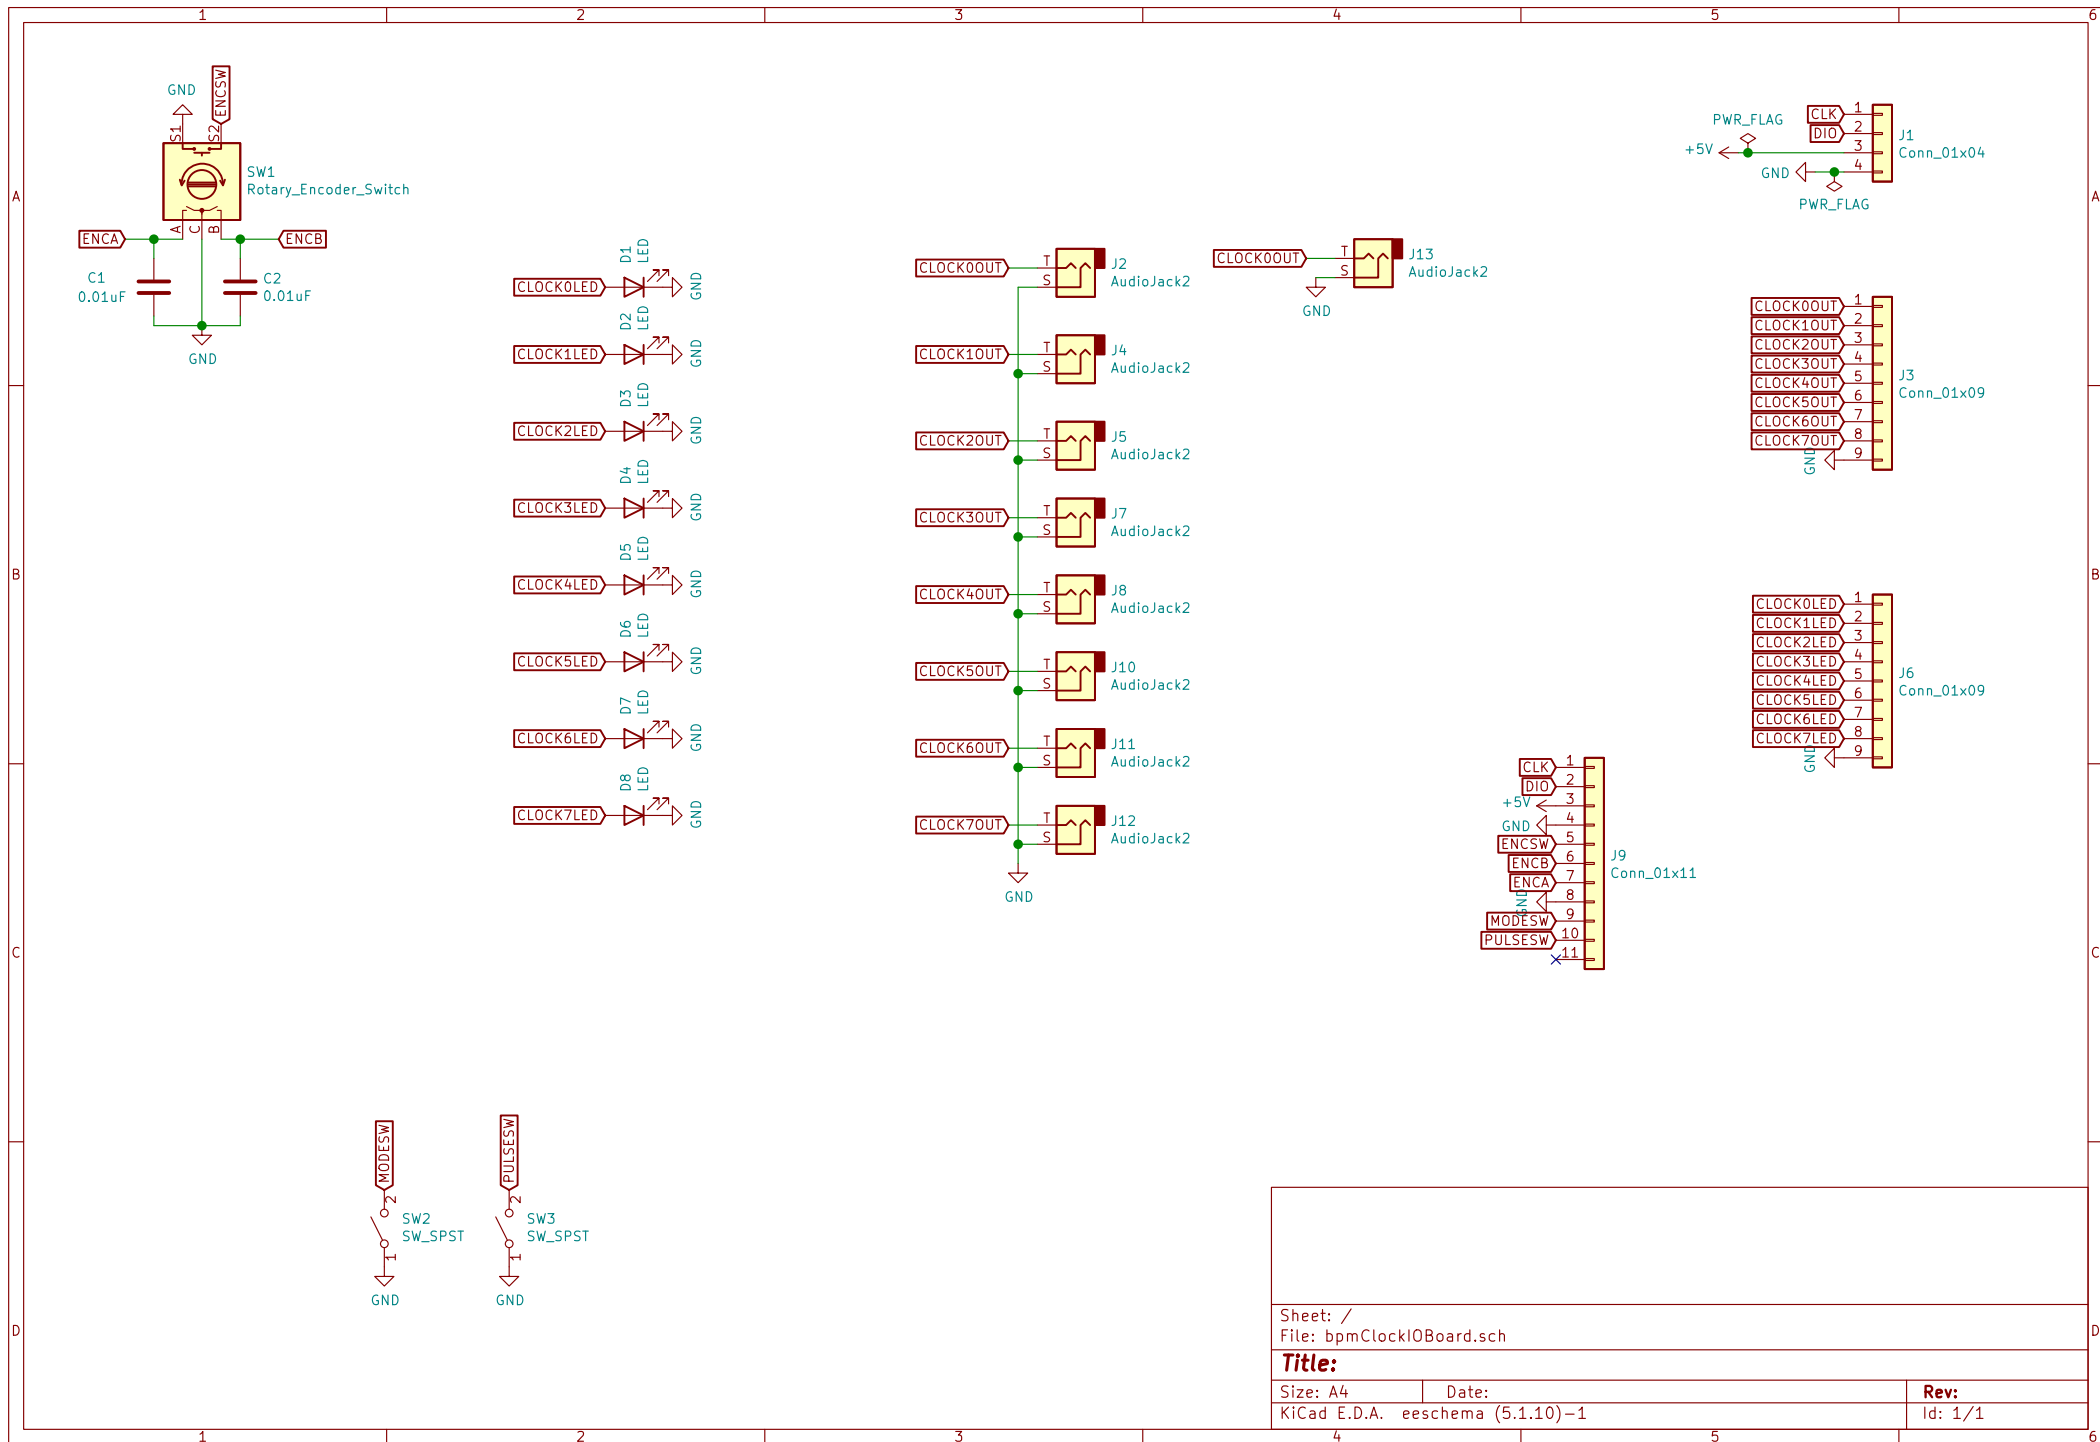 1 2 3 4 5 6
A
B
C
D
GND
ENCSW
S1
S2
SW1
Rotary_Encoder_Switch
A
C
B
ENCA
ENCB
C1
0.01uF
C2
0.01uF
GND
D1
LED
CLOCK0LED
GND
D2
LED
CLOCK1LED
GND
D3
LED
CLOCK2LED
GND
D4
LED
CLOCK3LED
GND
D5
LED
CLOCK4LED
GND
D6
LED
CLOCK5LED
GND
D7
LED
CLOCK6LED
GND
D8
LED
CLOCK7LED
GND
CLOCK0OUT
T
S
J2
AudioJack2
CLOCK1OUT
T
S
J4
AudioJack2
CLOCK2OUT
T
S
J5
AudioJack2
CLOCK3OUT
T
S
J7
AudioJack2
CLOCK4OUT
T
S
J8
AudioJack2
CLOCK5OUT
T
S
J10
AudioJack2
CLOCK6OUT
T
S
J11
AudioJack2
CLOCK7OUT
T
S
J12
AudioJack2
GND
CLOCK0OUT
T
S
J13
AudioJack2
GND
PWR_FLAG
CLK 1
DIO 2
+5V 3
GND 4
PWR_FLAG
J1
Conn_01x04
CLOCK0OUT 1
CLOCK1OUT 2
CLOCK2OUT 3
CLOCK3OUT 4
CLOCK4OUT 5
CLOCK5OUT 6
CLOCK6OUT 7
CLOCK7OUT 8
GND 9
J3
Conn_01x09
CLOCK0LED 1
CLOCK1LED 2
CLOCK2LED 3
CLOCK3LED 4
CLOCK4LED 5
CLOCK5LED 6
CLOCK6LED 7
CLOCK7LED 8
GND 9
J6
Conn_01x09
CLK 1
DIO 2
+5V 3
GND 4
ENCSW 5
ENCB 6
ENCA 7
GND 8
MODESW 9
PULSESW 10
11
J9
Conn_01x11
MODESW
2
SW2
SW_SPST
1
GND
PULSESW
2
SW3
SW_SPST
1
GND
Sheet: /
File: bpmClockIOBoard.sch
Title:
Size: A4 Date: Rev:
KiCad E.D.A. eeschema (5.1.10)-1 Id: 1/1
A
B
C
D
1 2 3 4 5 6